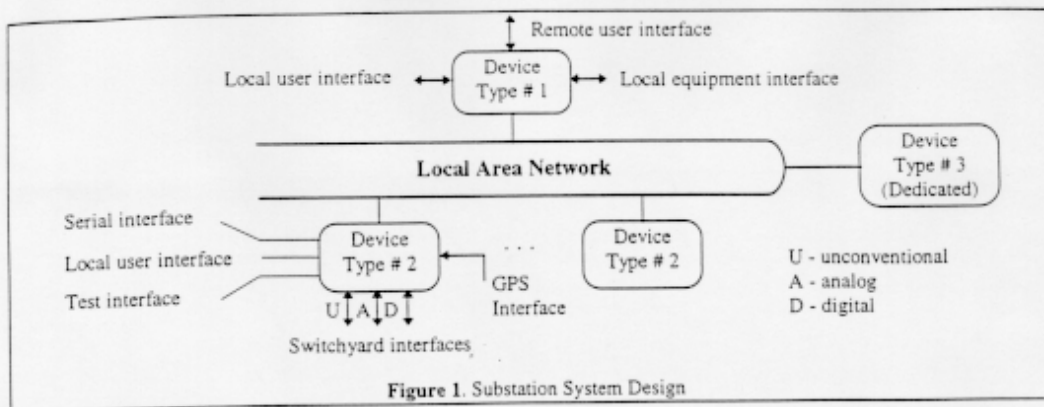 Remote user interface
Local user interface
Device
Type # 1
Local equipment interface
Local Area Network
Device
Type # 3
(Dedicated)
Serial interface
Local user interface
Test interface
Device
Type # 2
. . .
GPS
Interface
Device
Type # 2
U - unconventional
A - analog
D - digital
U A D
Switchyard interfaces
Figure 1. Substation System Design